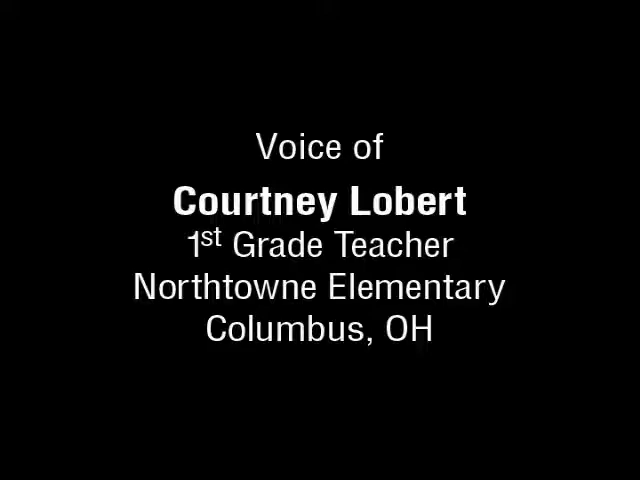 Voice of
Courtney Lobert
1st Grade Teacher
Northtowne Elementary
Columbus, OH